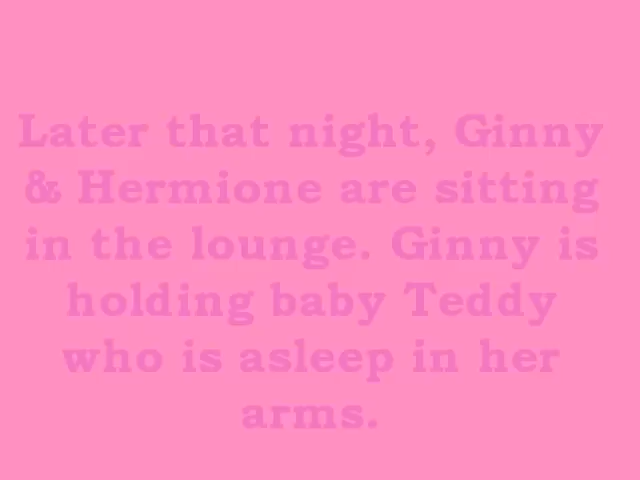 Later that night, Ginny
& Hermione are sitting
in the lounge. Ginny is
holding baby Teddy
who is asleep in her
arms.